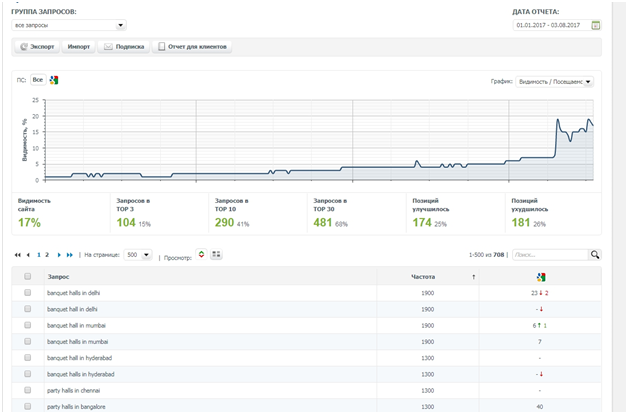 ГРУППА ЗАПРОСОВ:
ДАТА ОТЧЕТА:
все запросы
01.01.2017 - 03.08.2017
Экспорт Импорт Подписка Отчет для клиентов
ПС: Все
График: Видимость / Посещаемс
Видимость, %
25
20
15
10
5
0
Видимость сайта
17%
Запросов в TOP 3
104 15%
Запросов в TOP 10
290 41%
Запросов в TOP 30
481 68%
Позиций улучшилось
174 25%
Позиций ухудшилось
181 26%
1 2 | На странице: 500 | Просмотр:
1-500 из 708 | Поиск...
Запрос Частота ↑
banquet halls in delhi 1900 23 ↓ 2
banquet hall in delhi 1900 - ↓
banquet hall in mumbai 1900 6 ↑ 1
banquet halls in mumbai 1900 7
banquet hall in hyderabad 1300 -
banquet halls in hyderabad 1300 - ↓
party halls in chennai 1300 -
party halls in bangalore 1300 40